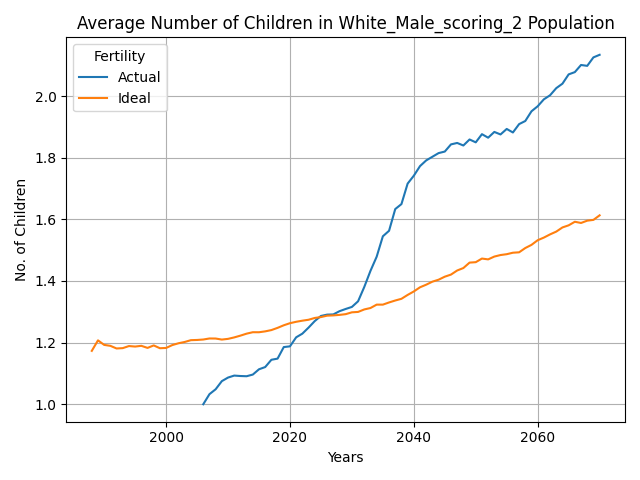 Average Number of Children in White_Male_scoring_2 Population
Fertility
Actual
Ideal
No. of Children
2.0
1.8
1.6
1.4
1.2
1.0
2000
2020
2040
2060
Years